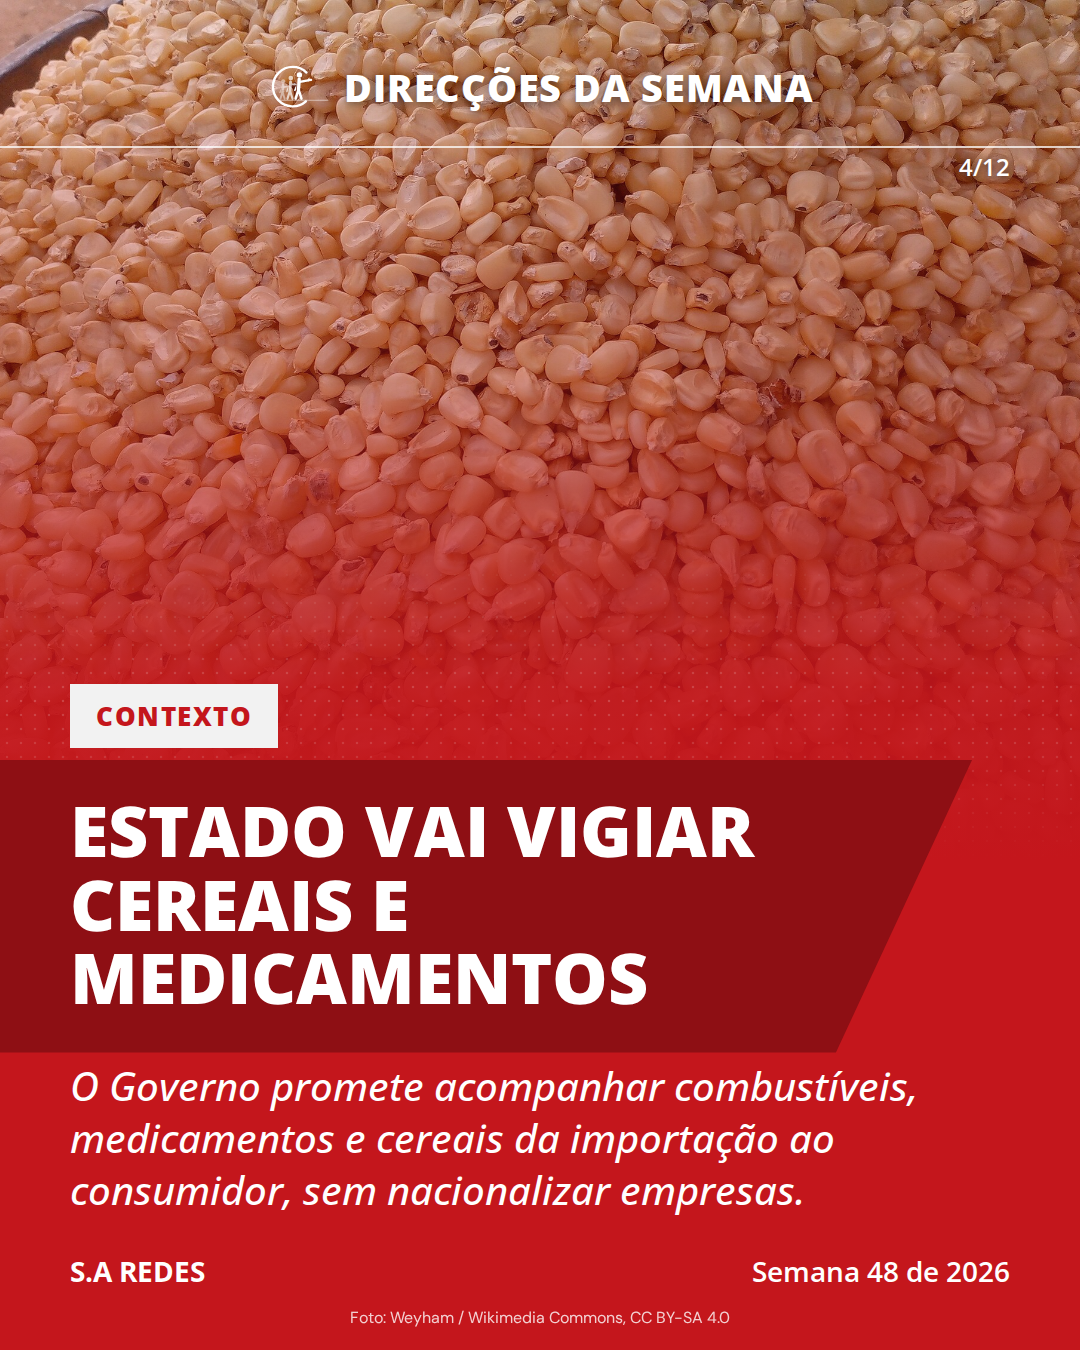 DIRECÇÕES DA SEMANA
4/12
CONTEXTO
ESTADO VAI VIGIAR
CEREAIS E
MEDICAMENTOS
O Governo promete acompanhar combustíveis,
medicamentos e cereais da importação ao
consumidor, sem nacionalizar empresas.
S.A REDES
Semana 48 de 2026
Foto: Weyham / Wikimedia Commons, CC BY-SA 4.0